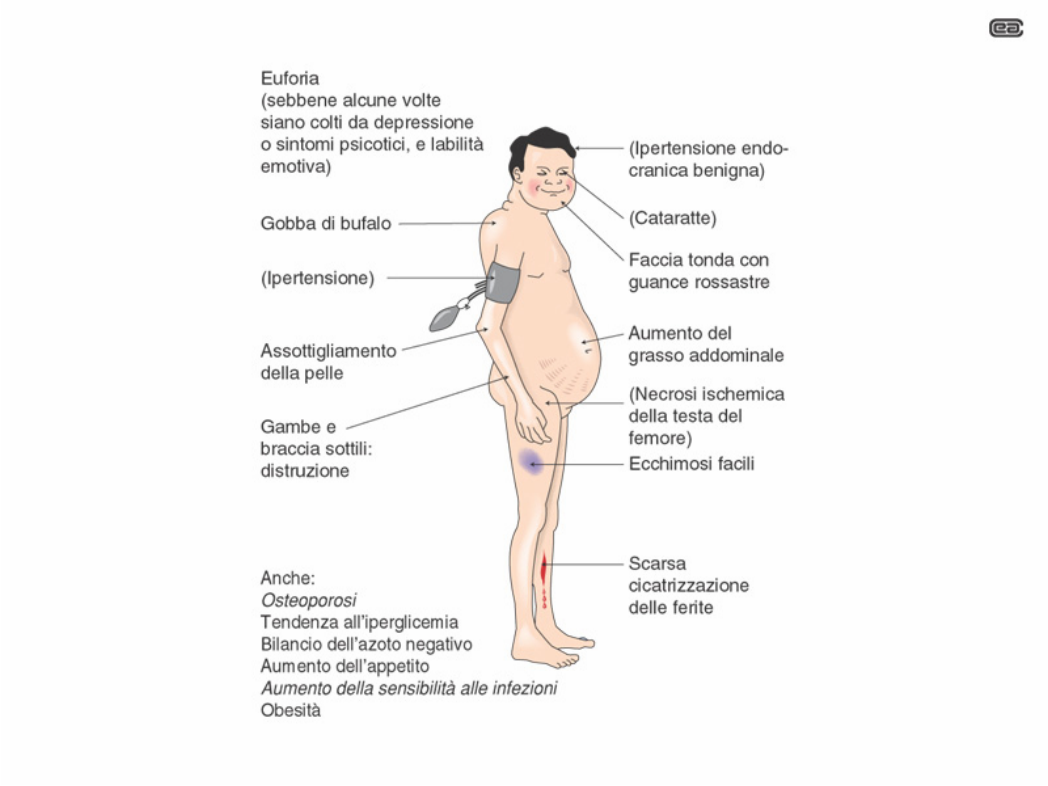 Euforia
(sebbene alcune volte
siano colti da depressione
o sintomi psicotici, e labilità
emotiva)
Gobba di bufalo
(Ipertensione)
Assottigliamento
della pelle
Gambe e
braccia sottili:
distruzione
Anche:
Osteoporosi
Tendenza all'iperglicemia
Bilancio dell'azoto negativo
Aumento dell'appetito
Aumento della sensibilità alle infezioni
Obesità
(Ipertensione endo-
cranica benigna)
(Cataratte)
Faccia tonda con
guance rossastre
Aumento del
grasso addominale
(Necrosi ischemica
della testa del
femore)
Ecchimosi facili
Scarsa
cicatrizzazione
delle ferite